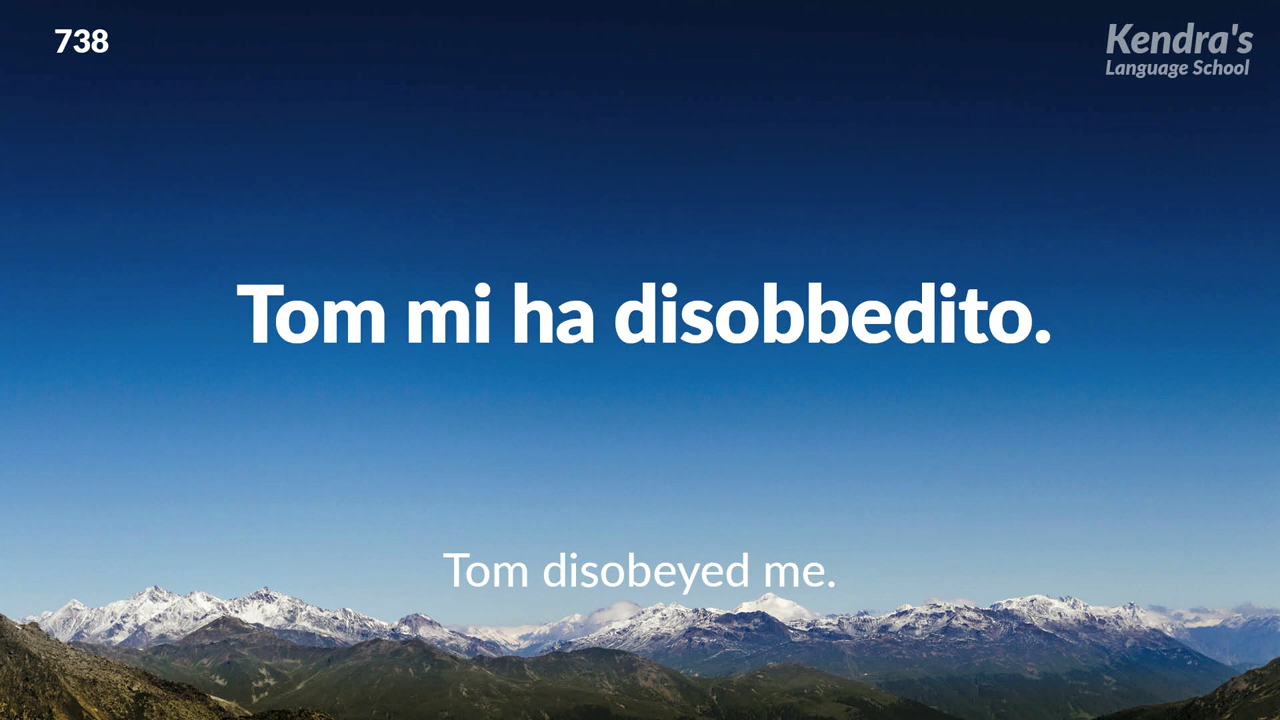 738
Kendra's
Language School
Tom mi ha disobbedito.
Tom disobeyed me.